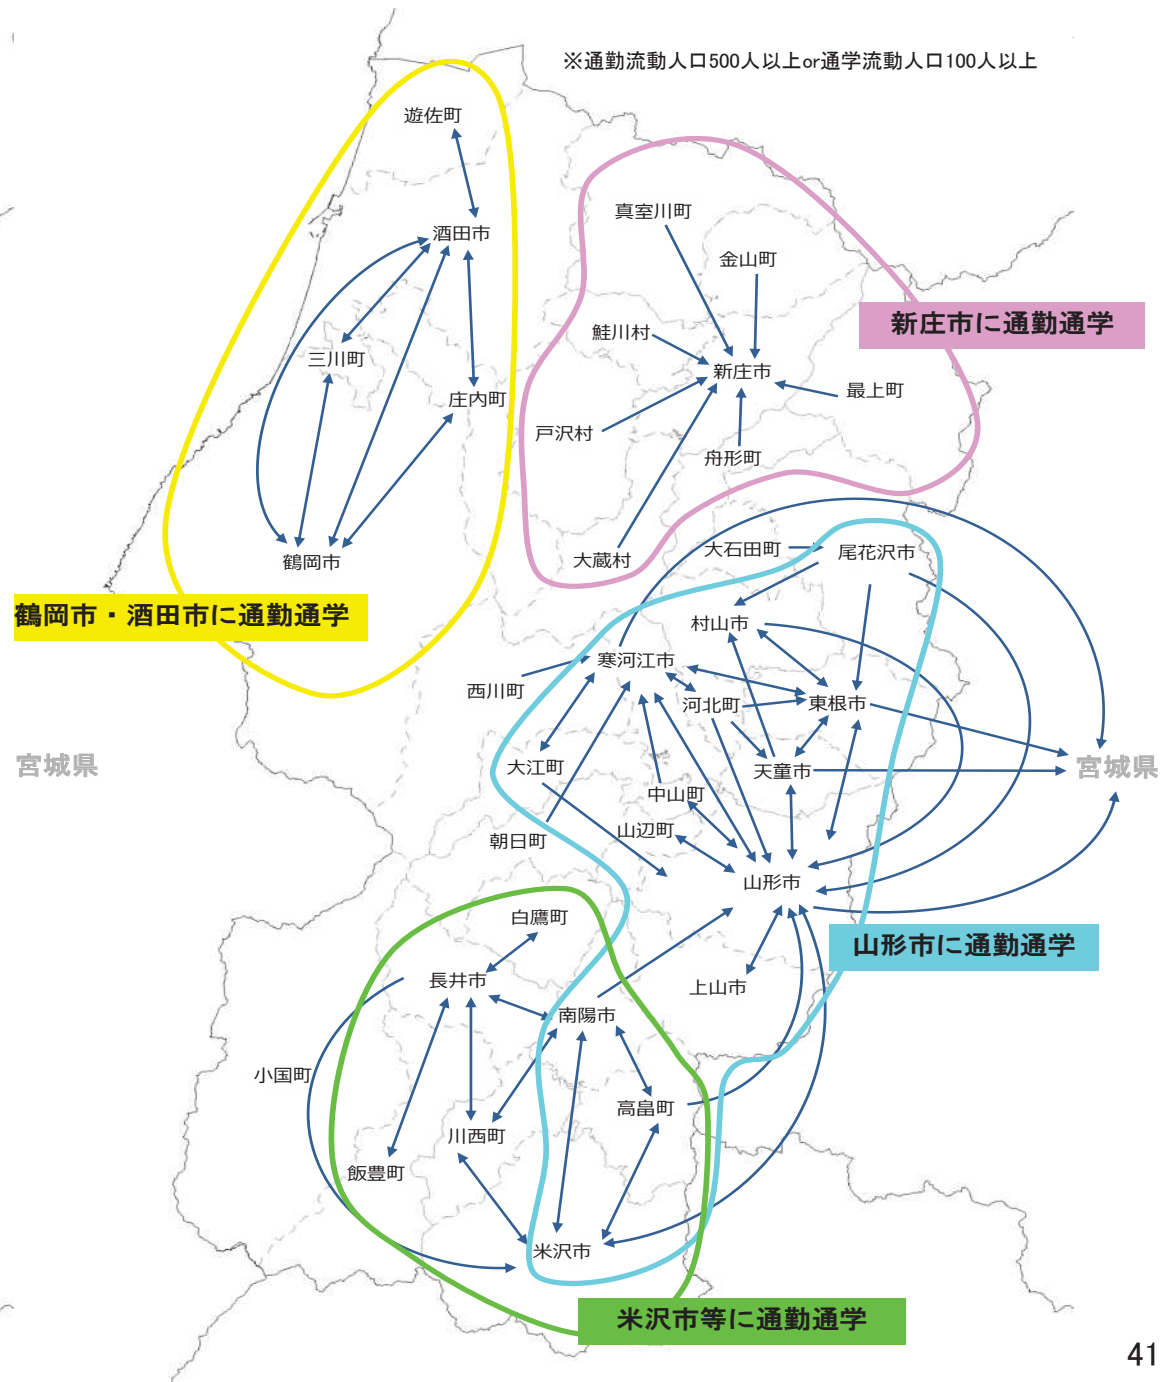 ※通勤流動人口500人以上or通学流動人口100人以上
遊佐町
酒田市
三川町
庄内町
鶴岡市
鶴岡市・酒田市に通勤通学
真室川町
金山町
鮭川村
新庄市
最上町
戸沢村
舟形町
大蔵村
新庄市に通勤通学
大石田町
尾花沢市
村山市
寒河江市
西川町
河北町
東根市
大江町
天童市
中山町
朝日町
山辺町
山形市
上山市
宮城県
宮城県
山形市に通勤通学
白鷹町
長井市
南陽市
小国町
高畠町
川西町
飯豊町
米沢市
米沢市等に通勤通学
41